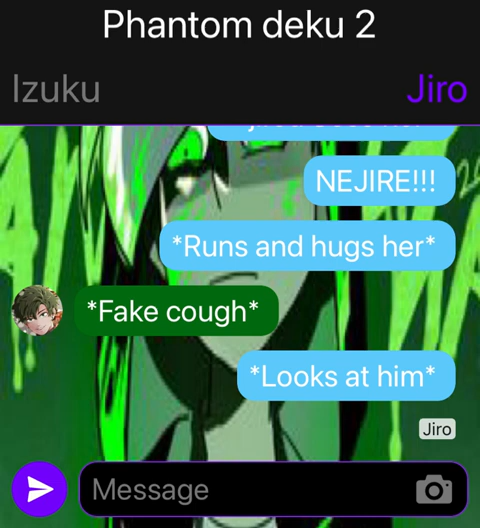 Phantom deku 2
Izuku
Jiro
NEJIRE!!!
*Runs and hugs her*
*Fake cough*
*Looks at him*
Jiro
Message